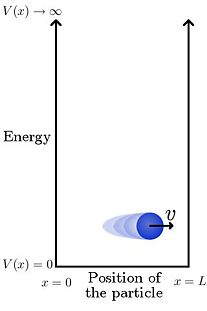 V(x) → ∞
Energy
v
V(x) = 0
x = 0
Position of
the particle
x = L